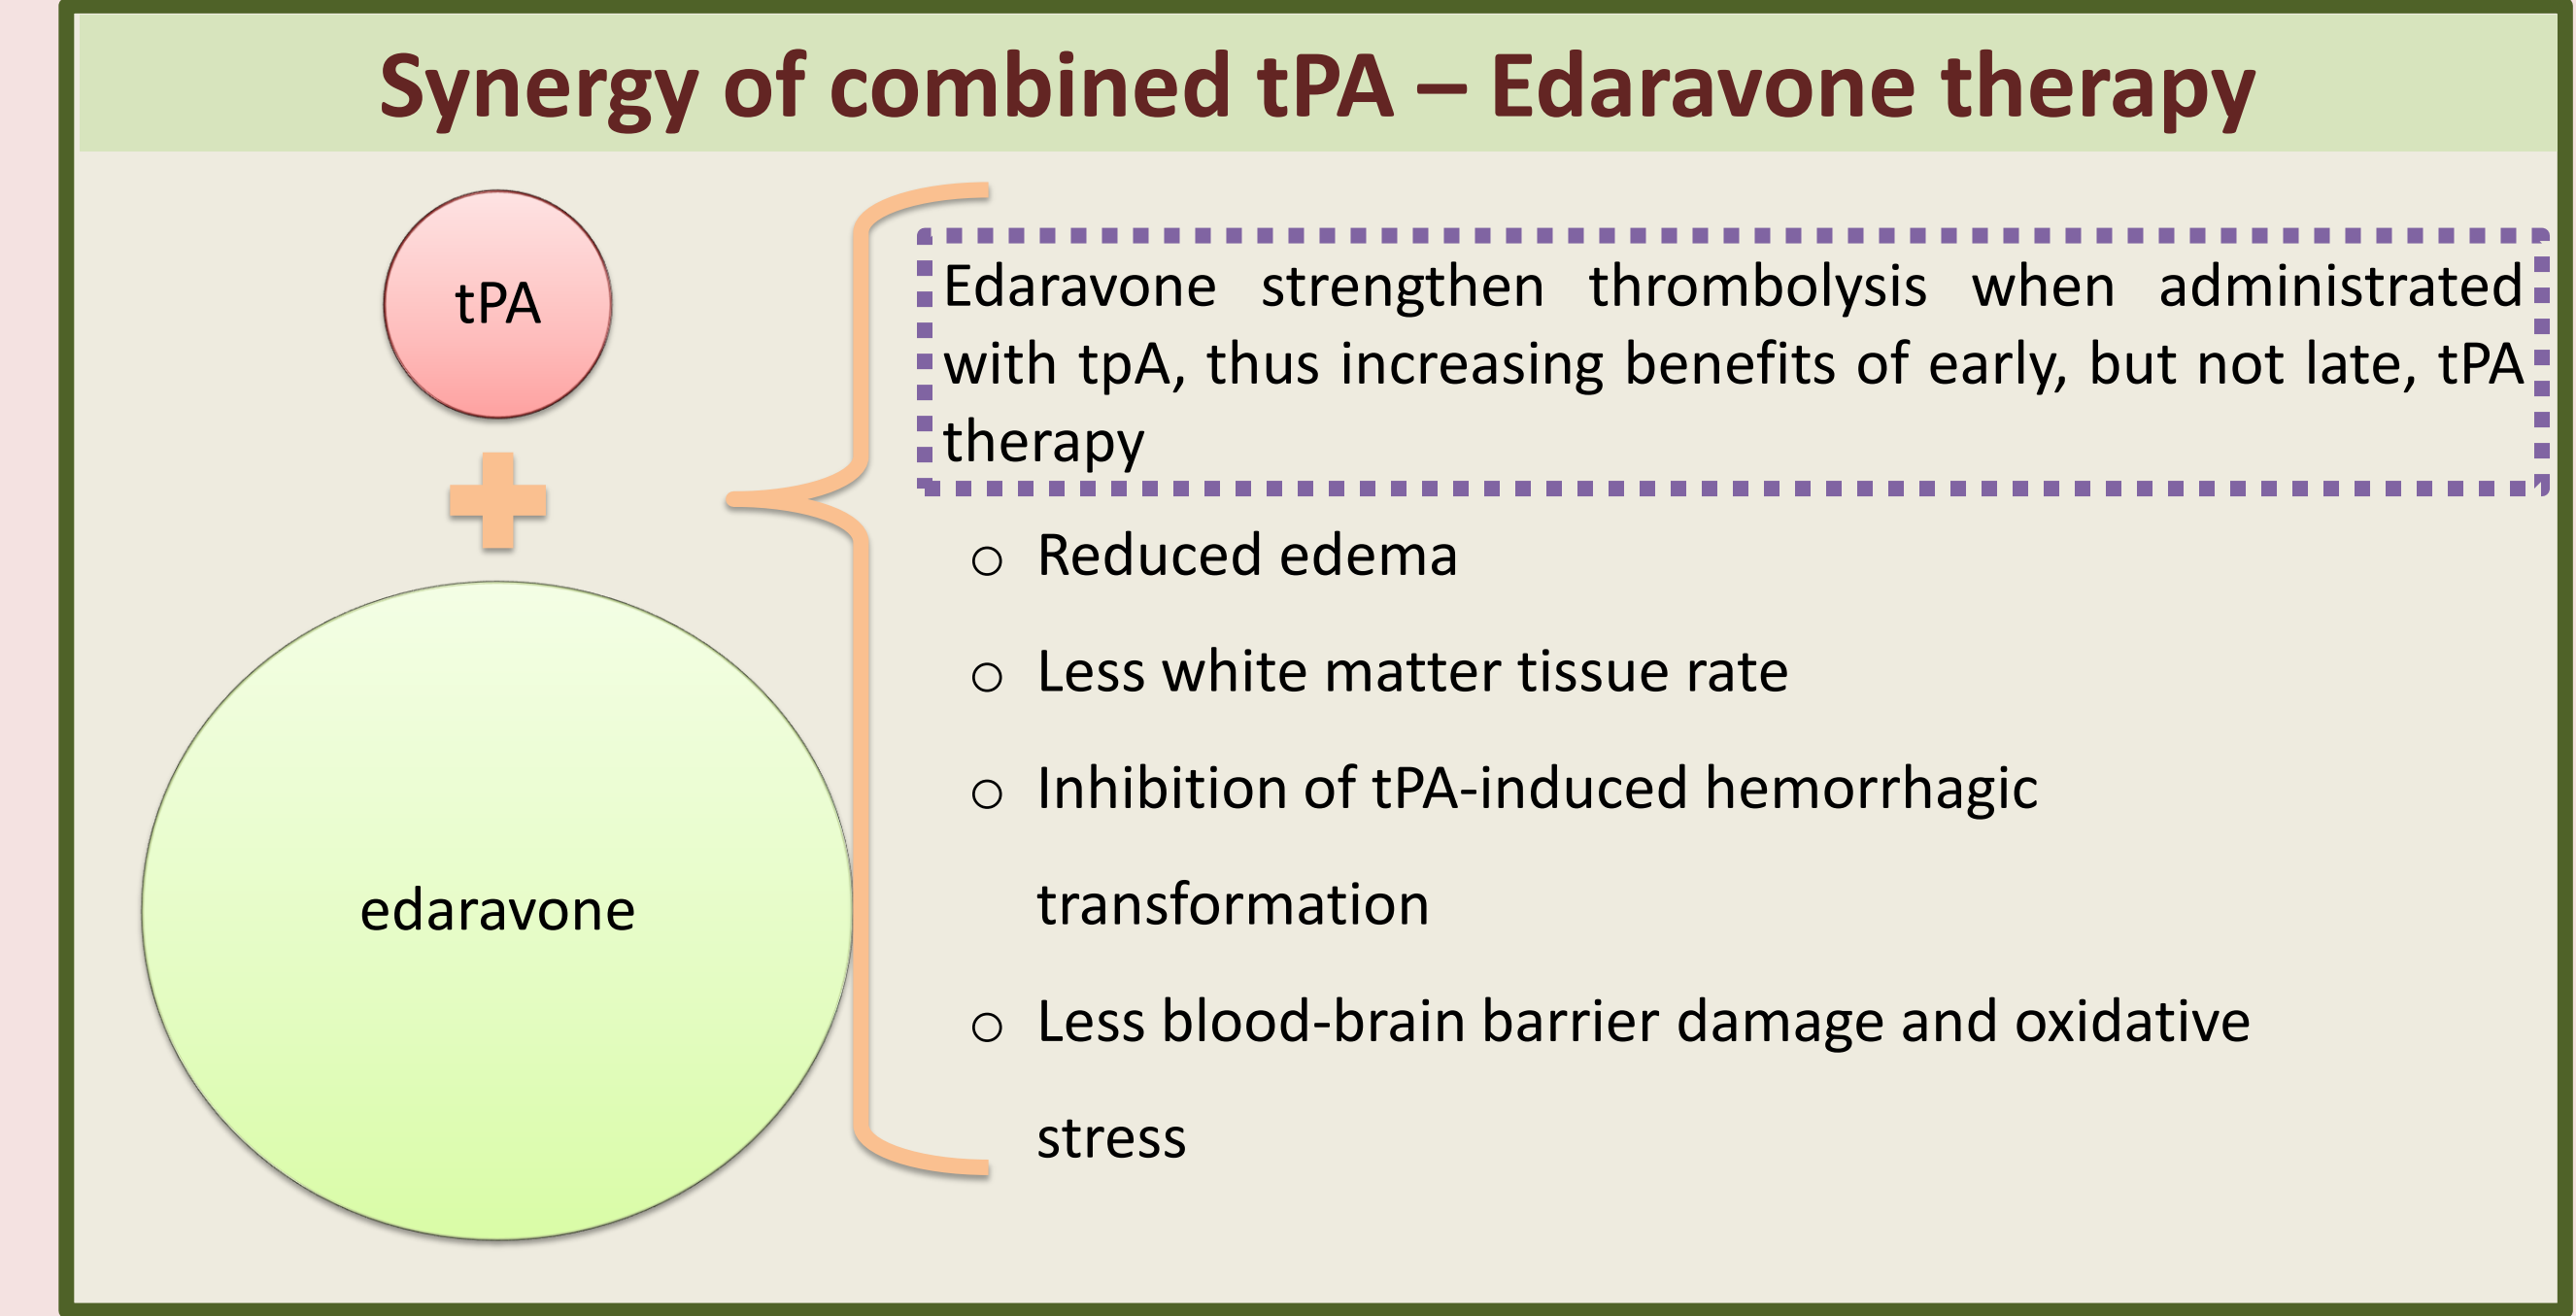 Synergy of combined tPA – Edaravone therapy
tPA
edaravone
Edaravone strengthen thrombolysis when administrated
with tpA, thus increasing benefits of early, but not late, tPA
therapy
o Reduced edema
o Less white matter tissue rate
o Inhibition of tPA-induced hemorrhagic
transformation
o Less blood-brain barrier damage and oxidative
stress